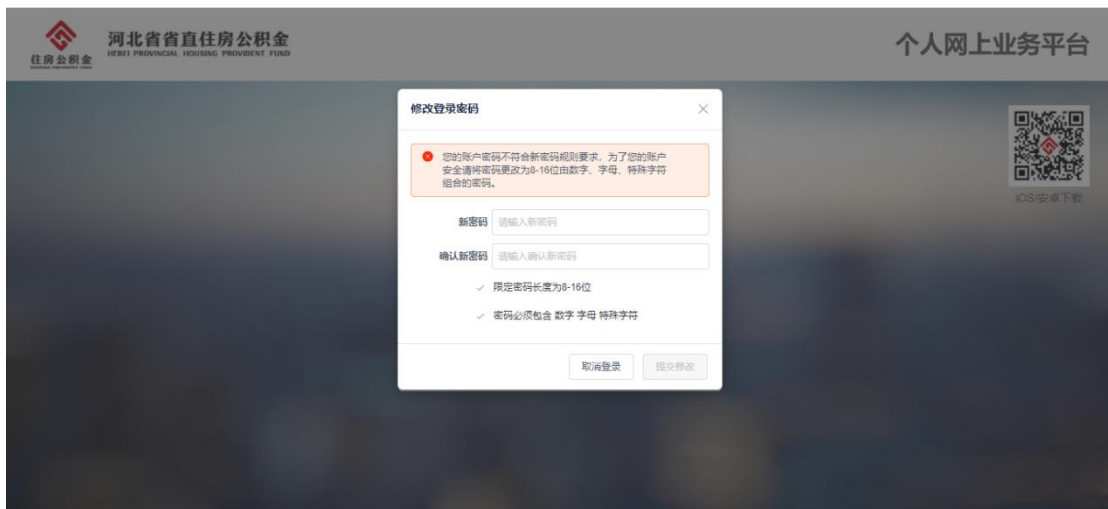 住房公积金
河北省省直住房公积金
HEBEI PROVINCIAL HOUSING PROVIDENT FUND
个人网上业务平台
修改登录密码
您的账户密码不符合新密码规则要求，为了您的账户
安全请将密码更改为8-16位由数字、字母、特殊字符
组合的密码。
新密码 请输入新密码
确认新密码 请输入确认新密码
限定密码长度为8-16位
密码必须包含 数字 字母 特殊字符
取消登录 提交修改
iOS/安卓下载